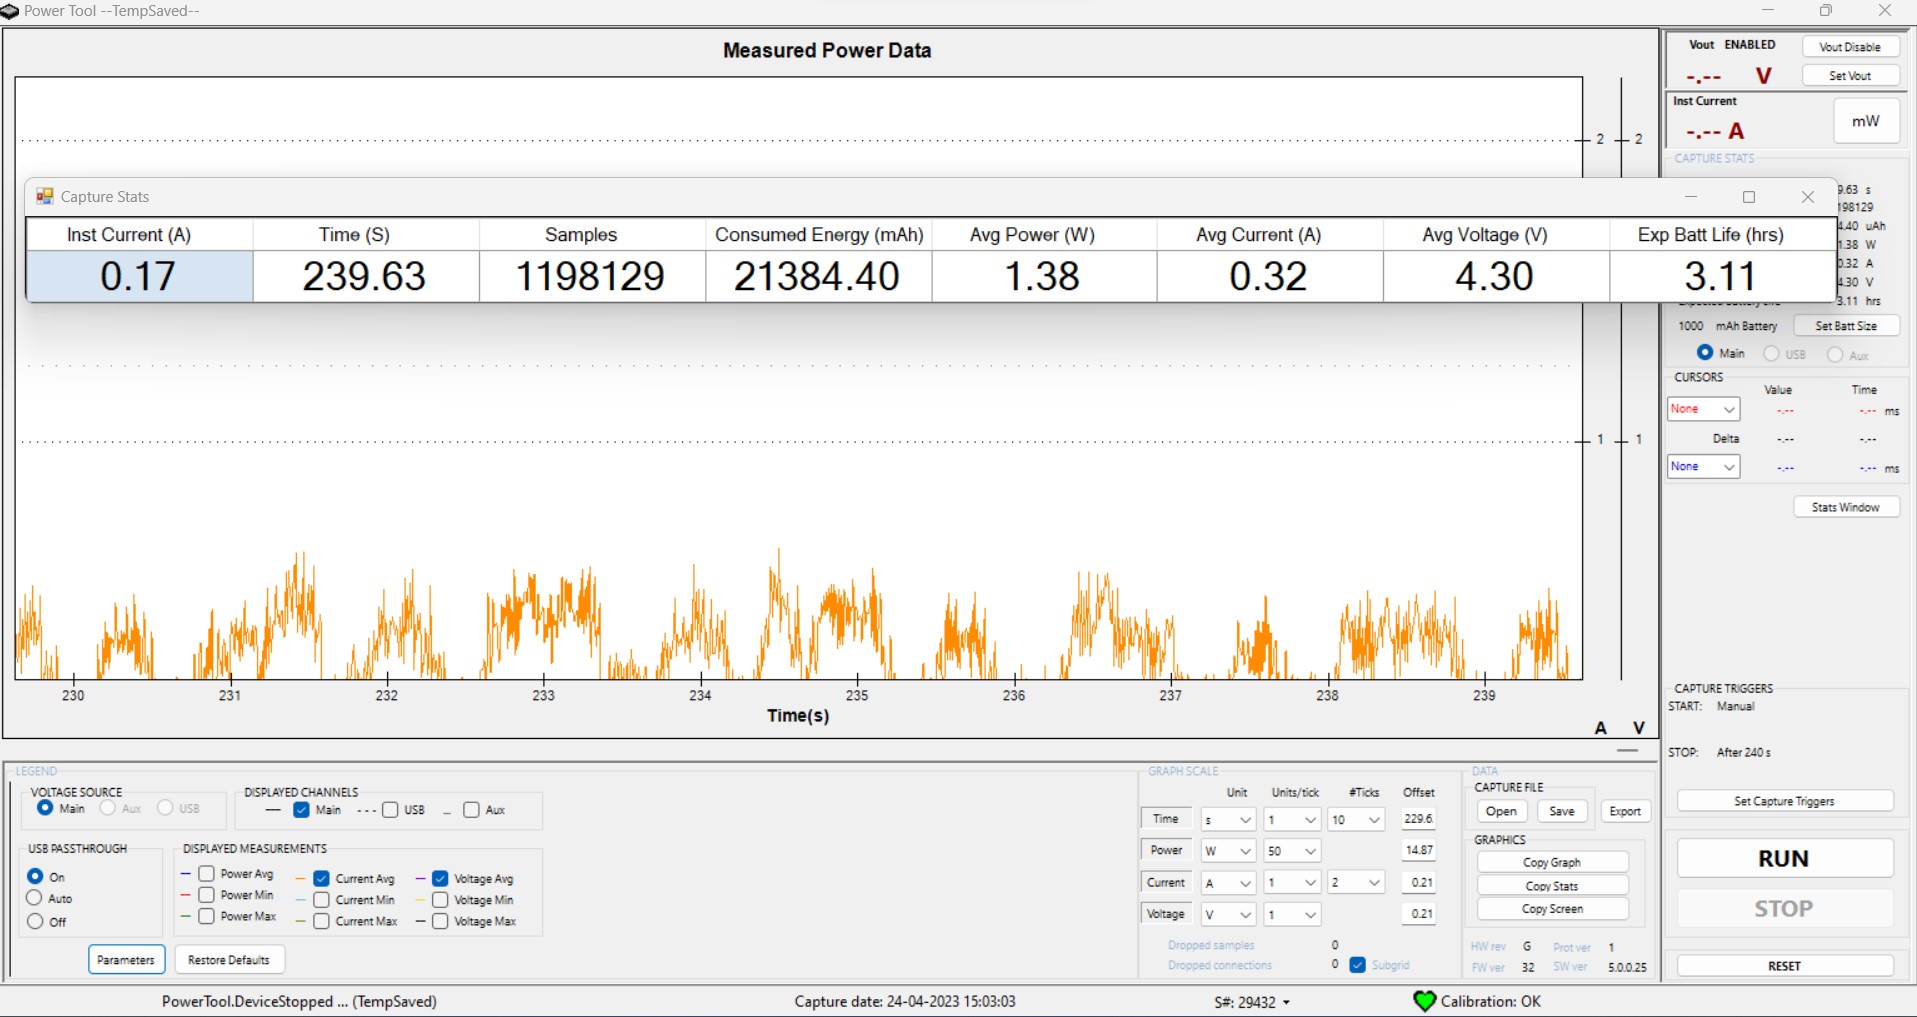 Power Tool --TempSaved--
Measured Power Data
2 2
Capture Stats
Inst Current (A) Time (S) Samples Consumed Energy (mAh) Avg Power (W) Avg Current (A) Avg Voltage (V) Exp Batt Life (hrs)
0.17 239.63 1198129 21384.40 1.38 0.32 4.30 3.11
1 1
230 231 232 233 234 235 236 237 238 239
Time(s)
A V
Vout ENABLED Vout Disable
-.-- V Set Vout
Inst Current
-.-- A mW
CAPTURE STATS
9.63 s
198129
4.40 uAh
1.38 W
0.32 A
4.30 V
3.11 hrs
1000 mAh Battery Set Batt Size
Main USB Aux
CURSORS
Value Time
None -.-- -.-- ms
Delta -.-- -.--
None -.-- -.-- ms
Stats Window
CAPTURE TRIGGERS
START: Manual
STOP: After 240 s
Set Capture Triggers
RUN
STOP
RESET
LEGEND
VOLTAGE SOURCE
Main Aux USB
DISPLAYED CHANNELS
Main USB Aux
USB PASSTHROUGH
On
Auto
Off
DISPLAYED MEASUREMENTS
Power Avg Current Avg Voltage Avg
Power Min Current Min Voltage Min
Power Max Current Max Voltage Max
Parameters Restore Defaults
GRAPH SCALE
Unit Units/tick #Ticks Offset
Time s 1 10 229.6
Power W 50 14.87
Current A 1 2 0.21
Voltage V 1 0.21
Dropped samples 0
Dropped connections 0 Subgrid
DATA
CAPTURE FILE
Open Save Export
GRAPHICS
Copy Graph
Copy Stats
Copy Screen
HW rev G Prot ver 1
FW ver 32 SW ver 5.0.0.25
PowerTool.DeviceStopped ... (TempSaved) Capture date: 24-04-2023 15:03:03 S#: 29432 Calibration: OK